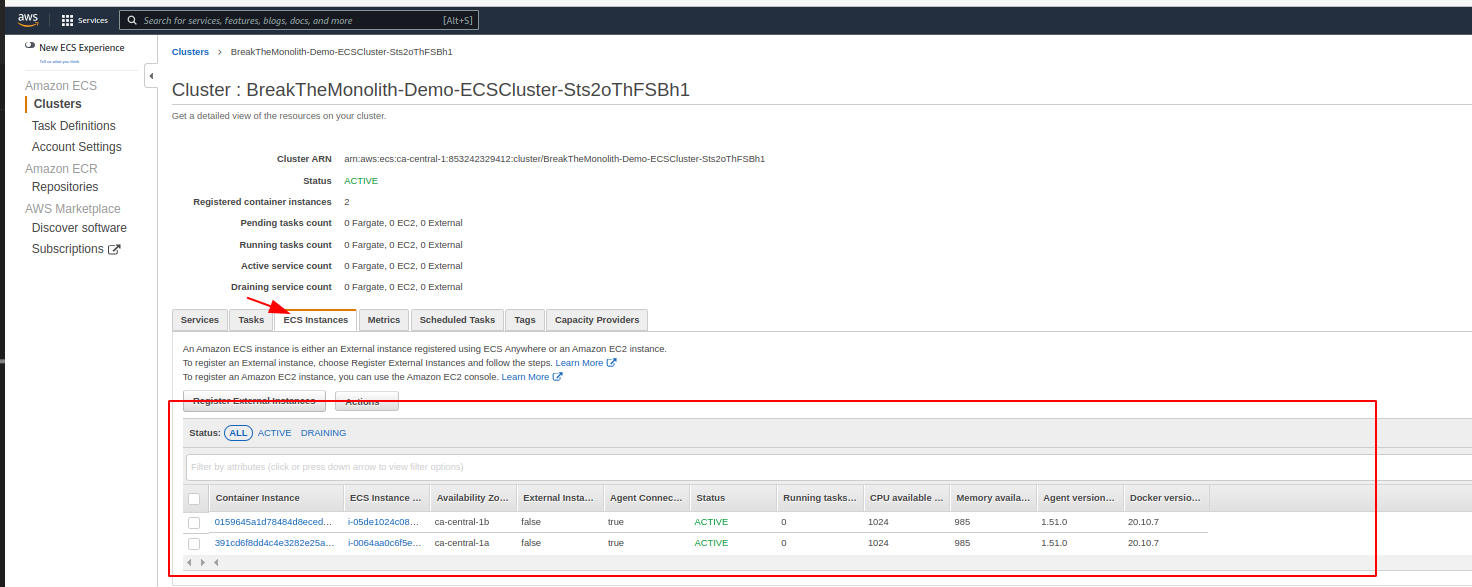 aws Services Search for services, features, blogs, docs, and more [Alt+S]
New ECS Experience
Tell us what you think
Amazon ECS
Clusters
Task Definitions
Account Settings
Amazon ECR
Repositories
AWS Marketplace
Discover software
Subscriptions
Clusters > BreakTheMonolith-Demo-ECSCluster-Sts2oThFSBh1
Cluster : BreakTheMonolith-Demo-ECSCluster-Sts2oThFSBh1
Get a detailed view of the resources on your cluster.
Cluster ARN arn:aws:ecs:ca-central-1:853242329412:cluster/BreakTheMonolith-Demo-ECSCluster-Sts2oThFSBh1
Status ACTIVE
Registered container instances 2
Pending tasks count 0 Fargate, 0 EC2, 0 External
Running tasks count 0 Fargate, 0 EC2, 0 External
Active service count 0 Fargate, 0 EC2, 0 External
Draining service count 0 Fargate, 0 EC2, 0 External
Services Tasks ECS Instances Metrics Scheduled Tasks Tags Capacity Providers
An Amazon ECS instance is either an External instance registered using ECS Anywhere or an Amazon EC2 instance.
To register an External instance, choose Register External Instances and follow the steps. Learn More
To register an Amazon EC2 instance, you can use the Amazon EC2 console. Learn More
Register External Instances Actions
Status: ALL ACTIVE DRAINING
Filter by attributes (click or press down arrow to view filter options)
Container Instance ECS Instance ... Availability Zo... External Insta... Agent Connec... Status Running tasks... CPU available ... Memory availa... Agent version... Docker versio...
0159645a1d78484d8eced... i-05de1024c08... ca-central-1b false true ACTIVE 0 1024 985 1.51.0 20.10.7
391cd6f8dd4c4e3282e25a... i-0064aa0c6f5e... ca-central-1a false true ACTIVE 0 1024 985 1.51.0 20.10.7